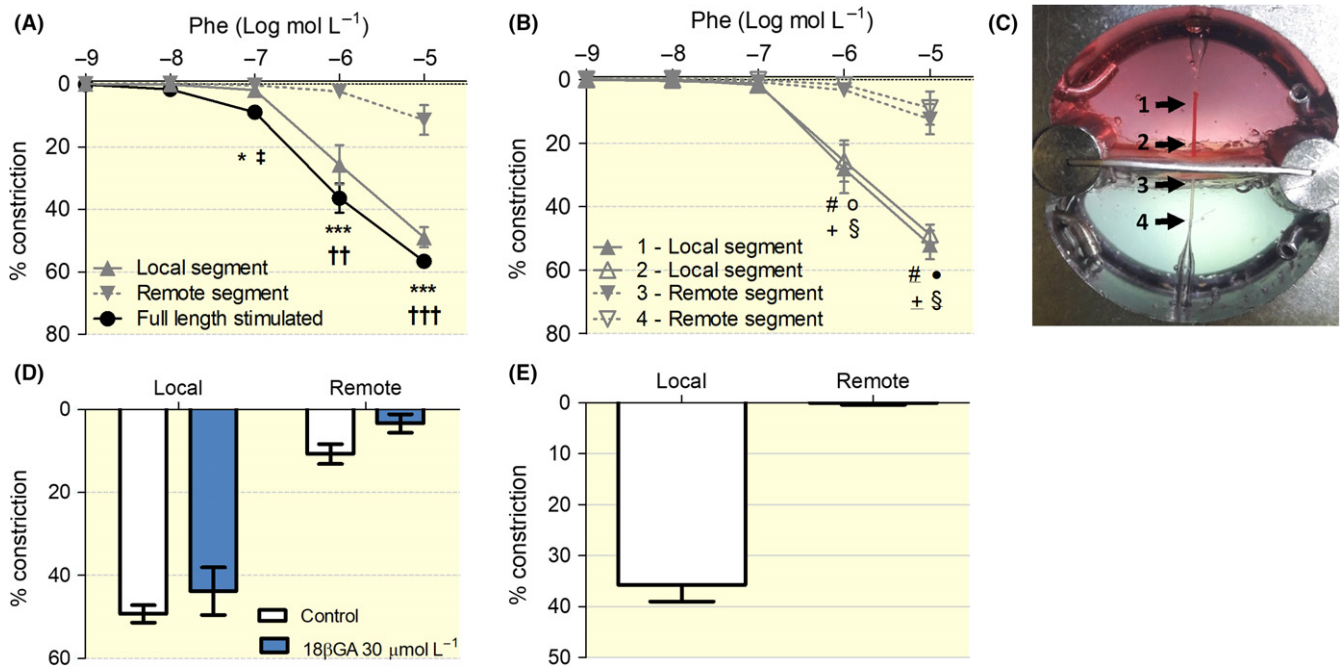 (A)
Phe (Log mol L⁻¹)
–9 –8 –7 –6 –5
0
20
40
60
80
% constriction
* ‡
***
††
***
†††
Local segment
Remote segment
Full length stimulated
(B)
Phe (Log mol L⁻¹)
–9 –8 –7 –6 –5
0
20
40
60
80
% constriction
# o
+ §
# •
+ §
1 - Local segment
2 - Local segment
3 - Remote segment
4 - Remote segment
(C)
1
2
3
4
(D)
Local Remote
0
20
40
60
% constriction
Control
18βGA 30 µmol L⁻¹
(E)
Local Remote
0
10
20
30
40
50
% constriction